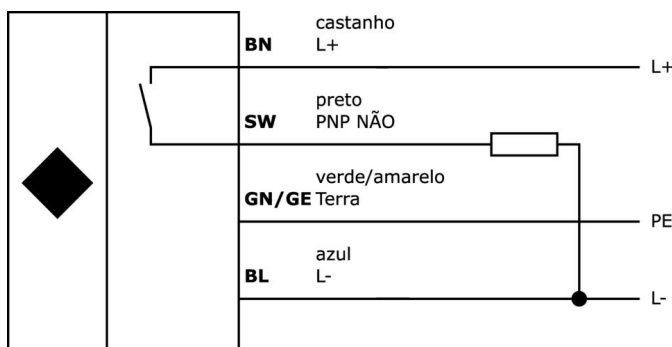 castanho
BN L+
L+
preto
SW PNP NÃO
verde/amarelo
GN/GE Terra
PE
azul
BL L-
L-